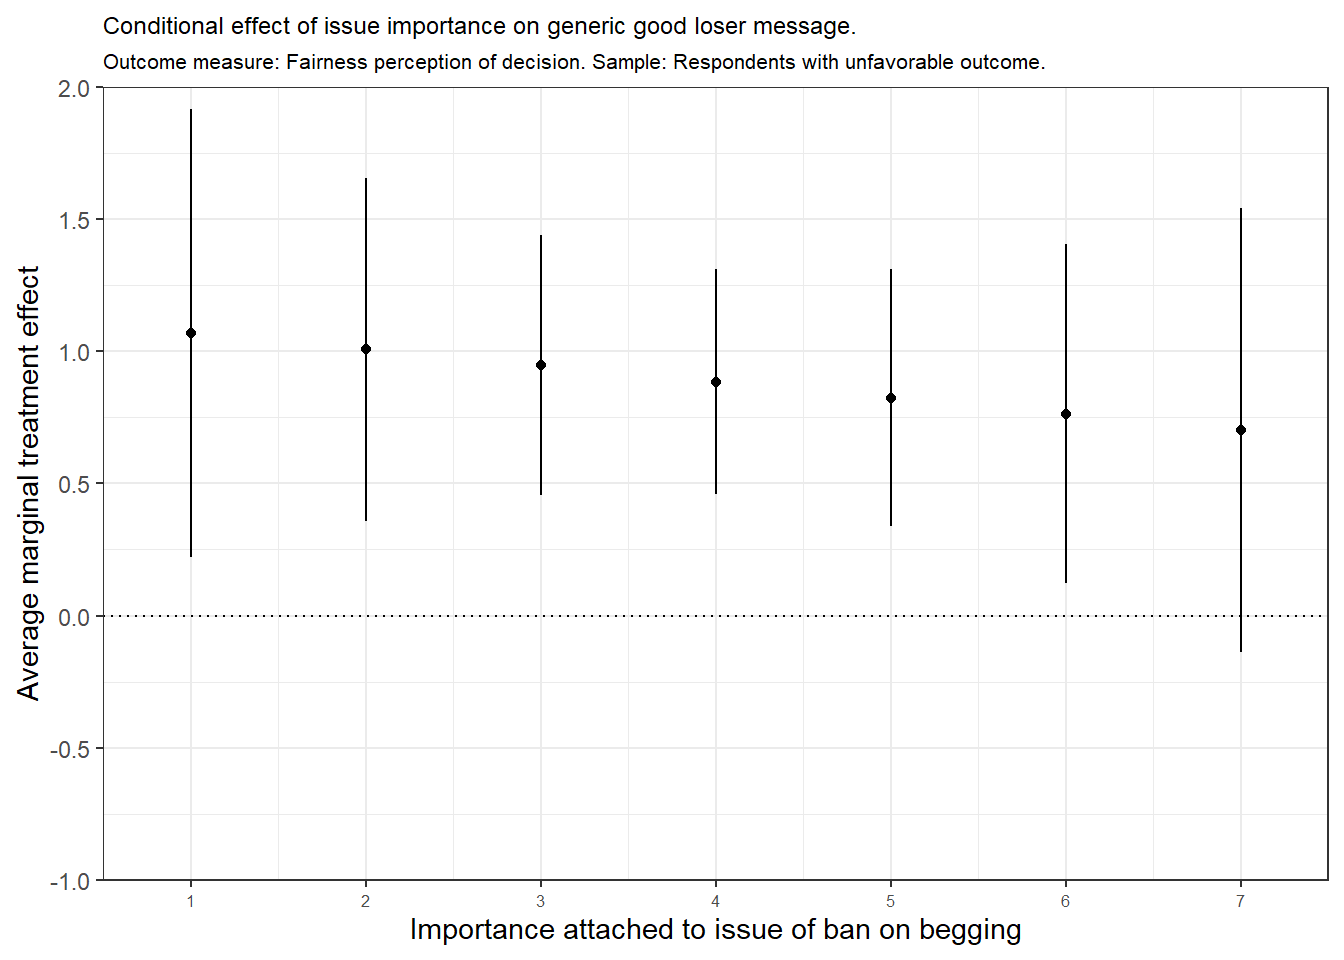 Conditional effect of issue importance on generic good loser message.
Outcome measure: Fairness perception of decision. Sample: Respondents with unfavorable outcome.
Average marginal treatment effect
2.0
1.5
1.0
0.5
0.0
-0.5
-1.0
1 2 3 4 5 6 7
Importance attached to issue of ban on begging